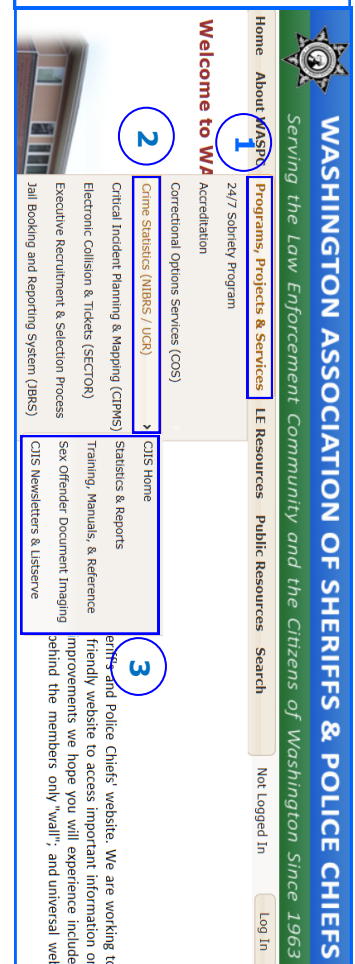 WASHINGTON ASSOCIATION OF SHERIFFS & POLICE CHIEFS
Serving the Law Enforcement Community and the Citizens of Washington Since 1963
Home About WASPC Programs, Projects & Services LE Resources Public Resources Search Not Logged In Log In
1
24/7 Sobriety Program
Accreditation
Welcome to WA
Correctional Options Services (COS)
2
Crime Statistics (NIBRS / UCR) ›
Critical Incident Planning & Mapping (CIPMS)
Electronic Collision & Tickets (SECTOR)
Executive Recruitment & Selection Process
Jail Booking and Reporting System (JBRS)
CJIS Home
Statistics & Reports
Training, Manuals, & Reference
Sex Offender Document Imaging
CJIS Newsletters & Listserve
3
and Police Chiefs' website. We are working to
friendly website to access important information or
improvements we hope you will experience include
behind the members only "wall"; and universal web